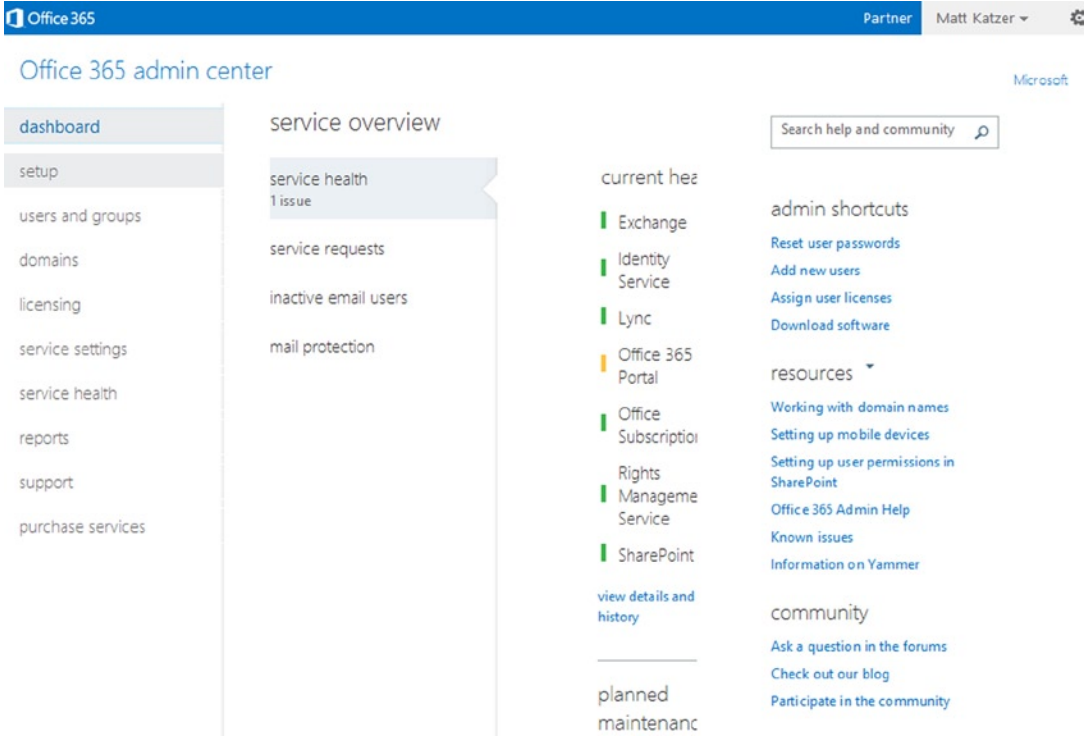 Office 365
Partner
Matt Katzer
Office 365 admin center
Microsoft
dashboard
setup
users and groups
domains
licensing
service settings
service health
reports
support
purchase services
service overview
service health
1 issue
service requests
inactive email users
mail protection
current hea
Exchange
Identity
Service
Lync
Office 365
Portal
Office
Subscription
Rights
Manageme
Service
SharePoint
view details and
history
planned
maintenanc
Search help and community
admin shortcuts
Reset user passwords
Add new users
Assign user licenses
Download software
resources
Working with domain names
Setting up mobile devices
Setting up user permissions in
SharePoint
Office 365 Admin Help
Known issues
Information on Yammer
community
Ask a question in the forums
Check out our blog
Participate in the community